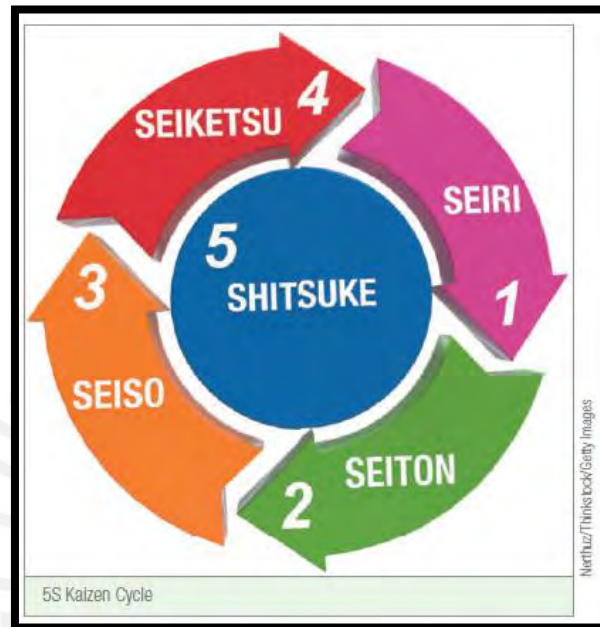 SEIKETSU 4
SEIRI
1
5
SHITSUKE
3
SEISO
SEITON
2
Nerthuz/Thinkstock/Getty Images
5S Kaizen Cycle